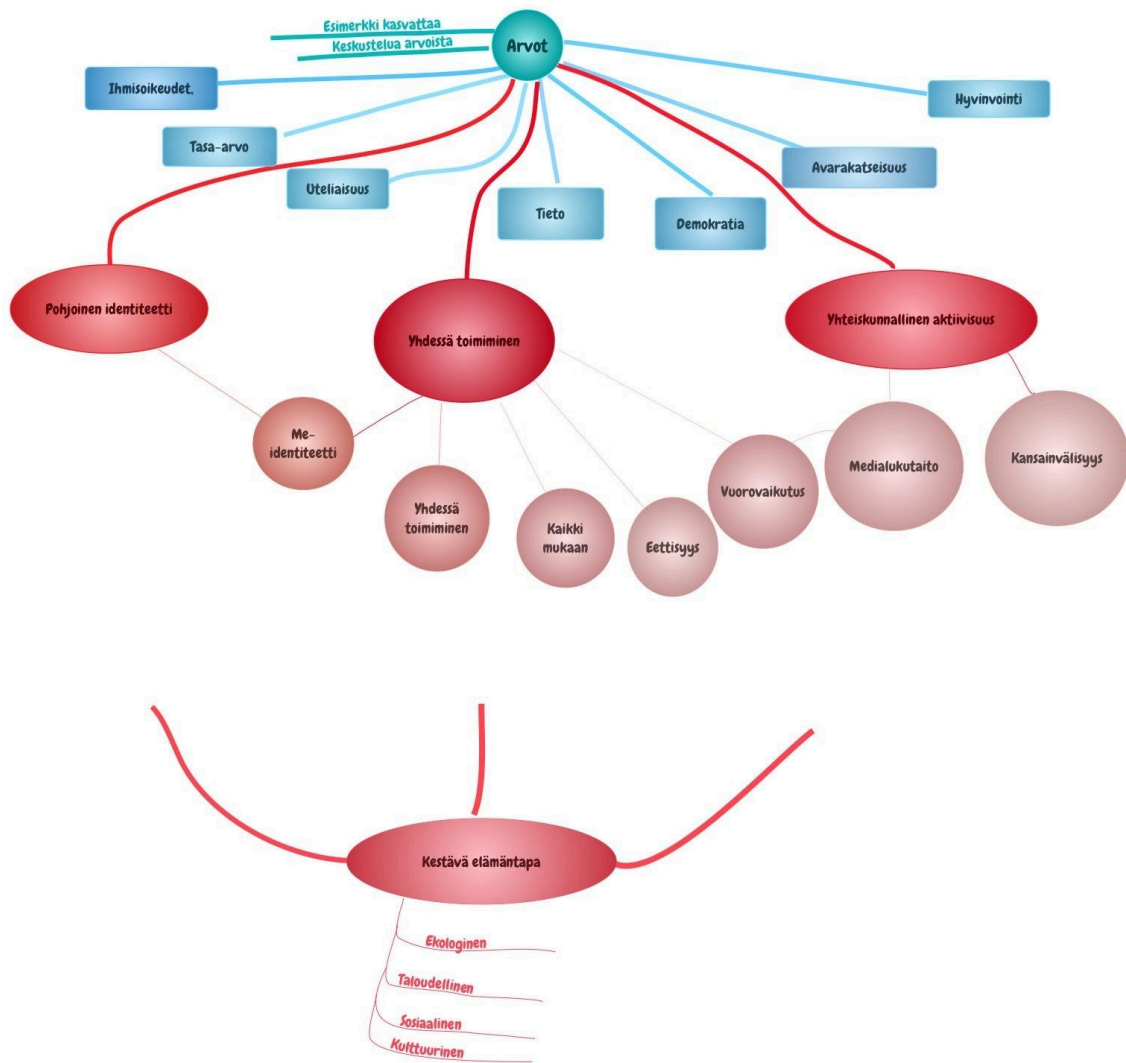 Esimerkki kasvattaa
Keskustelua arvoista
Arvot
Ihmisoikeudet.
Hyvinvointi
Tasa-arvo
Avarakatseisuus
Uteliaisuus
Tieto
Demokratia
Pohjoinen identiteetti
Yhdessä toimiminen
Yhteiskunnallinen aktiivisuus
Me-
identiteetti
Yhdessä
toimiminen
Kaikki
mukaan
Eettisyys
Vuorovaikutus
Medialukutaito
Kansainvälisyys
Kestävä elämäntapa
Ekologinen
Taloudellinen
Sosiaalinen
Kulttuurinen